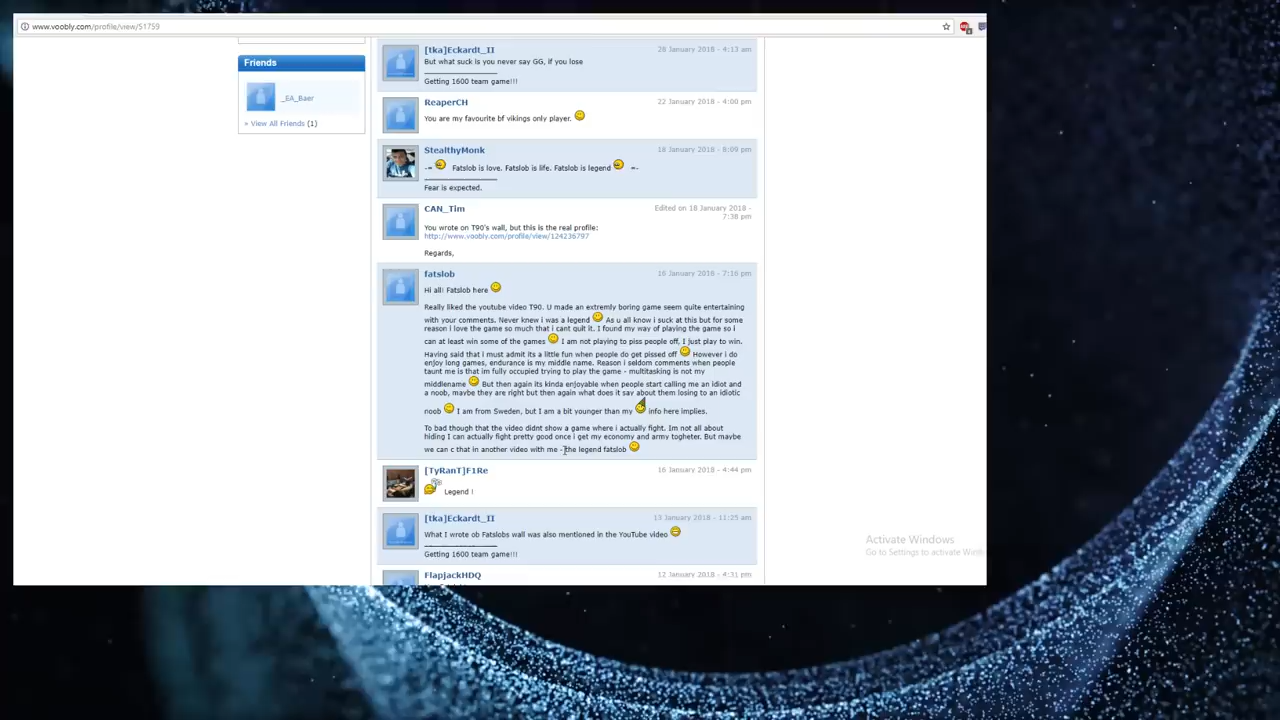 www.voobly.com/profile/view/51759
Friends
_EA_Baer
» View All Friends (1)
[tka]Eckardt_II
28 January 2018 - 4:13 am
But what suck is you never say GG, if you lose
Getting 1600 team game!!!
ReaperCH
22 January 2018 - 4:00 pm
You are my favourite bf vikings only player.
StealthyMonk
18 January 2018 - 8:09 pm
-= Fatslob is love. Fatslob is life. Fatslob is legend =-
Fear is expected.
CAN_Tim
Edited on 18 January 2018 -
7:38 pm
You wrote on T90's wall, but this is the real profile:
http://www.voobly.com/profile/view/124236797
Regards,
fatslob
16 January 2018 - 7:16 pm
Hi all! Fatslob here
Really liked the youtube video T90. U made an extremly boring game seem quite entertaining
with your comments. Never knew i was a legend As u all know i suck at this but for some
reason i love the game so much that i cant quit it. I found my way of playing the game so i
can at least win some of the games I am not playing to piss people off, I just play to win.
Having said that i must admit its a little fun when people do get pissed off However i do
enjoy long games, endurance is my middle name. Reason i seldom comments when people
taunt me is that im fully occupied trying to play the game - multitasking is not my
middlename But then again its kinda enjoyable when people start calling me an idiot and
a noob, maybe they are right but then again what does it say about them losing to an idiotic
noob I am from Sweden, but I am a bit younger than my info here implies.
To bad though that the video didnt show a game where i actually fight. Im not all about
hiding I can actually fight pretty good once i get my economy and army togheter. But maybe
we can c that in another video with me - the legend fatslob
[TyRanT]F1Re
16 January 2018 - 4:44 pm
Legend !
[tka]Eckardt_II
13 January 2018 - 11:25 am
What I wrote ob Fatslobs wall was also mentioned in the YouTube video
Getting 1600 team game!!!
FlapjackHDQ
12 January 2018 - 4:31 pm
Activate Windows
Go to Settings to activate